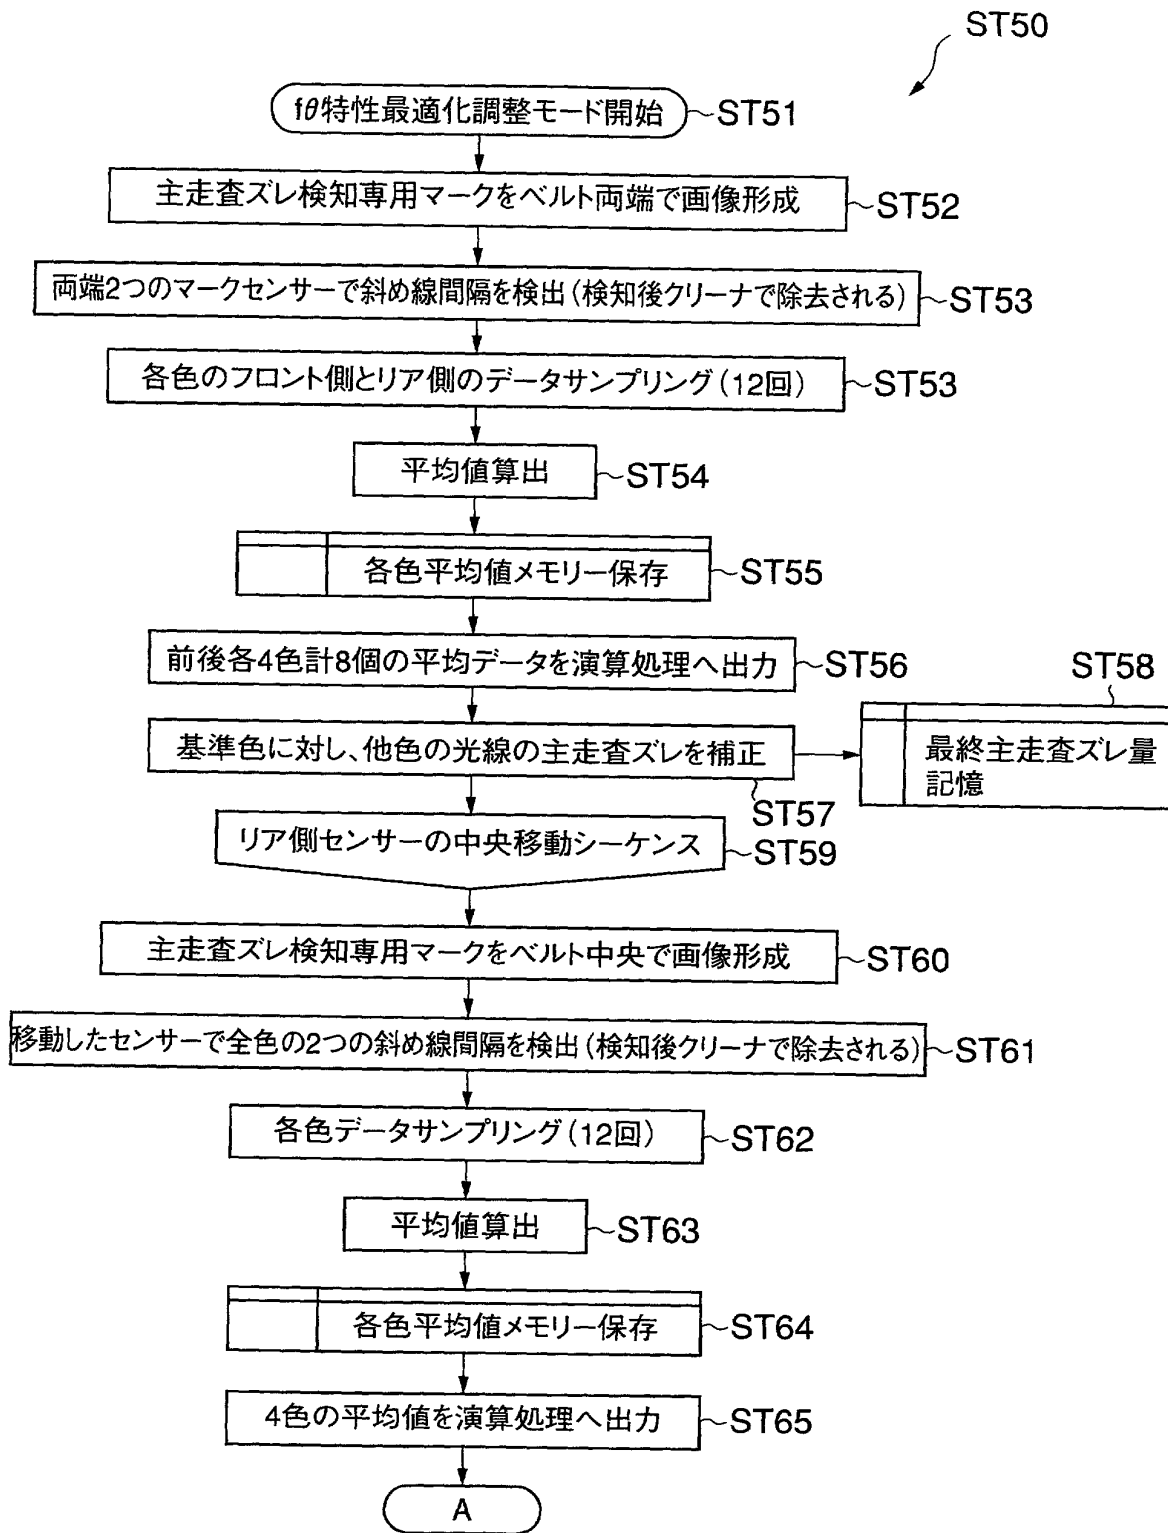 ST50
fθ特性最適化調整モード開始 ST51
主走査ズレ検知専用マークをベルト両端で画像形成 ST52
両端2つのマークセンサーで斜め線間隔を検出(検知後クリーナで除去される) ST53
各色のフロント側とリア側のデータサンプリング(12回) ST53
平均値算出 ST54
各色平均値メモリー保存 ST55
前後各4色計8個の平均データを演算処理へ出力 ST56
ST58
基準色に対し、他色の光線の主走査ズレを補正
最終主走査ズレ量
記憶
ST57
リア側センサーの中央移動シーケンス ST59
主走査ズレ検知専用マークをベルト中央で画像形成 ST60
移動したセンサーで全色の2つの斜め線間隔を検出(検知後クリーナで除去される) ST61
各色データサンプリング(12回) ST62
平均値算出 ST63
各色平均値メモリー保存 ST64
4色の平均値を演算処理へ出力 ST65
A